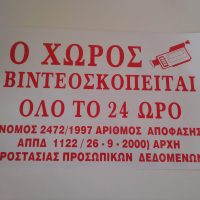 Ο ΧΩΡΟΣ
ΒΙΝΤΕΟΣΚΟΠΕΙΤΑΙ
ΟΛΟ ΤΟ 24 ΩΡΟ
ΝΟΜΟΣ 2472/1997 ΑΡΙΘΜΟΣ ΑΠΟΦΑΣΗΣ
ΑΠΠΔ 1122 / 26 - 9 - 2000) ΑΡΧΗ
ΡΟΣΤΑΣΙΑΣ ΠΡΟΣΩΠΙΚΩΝ ΔΕΔΟΜΕΝΩΝ